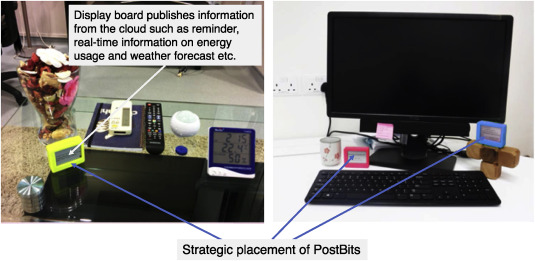 Display board publishes information
from the cloud such as reminder,
real-time information on energy
usage and weather forecast etc.
Strategic placement of PostBits